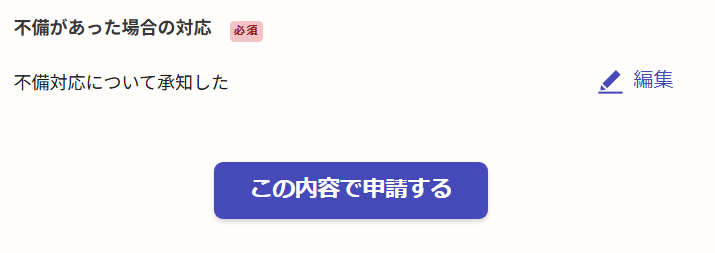 不備があった場合の対応 必須
不備対応について承知した 編集
この内容で申請する